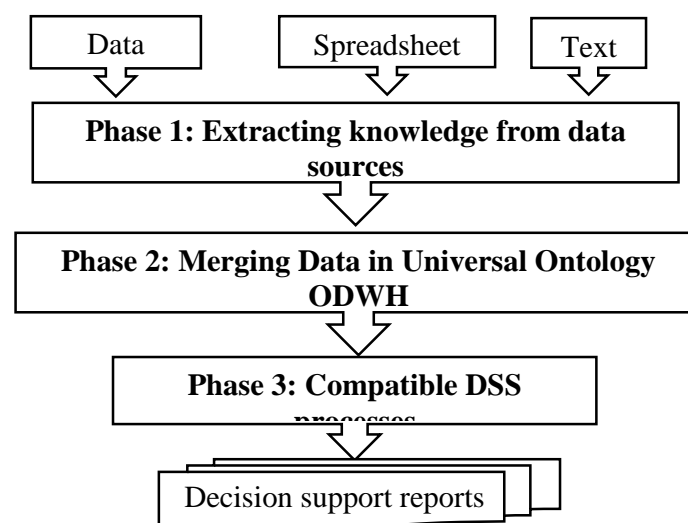 Data
Spreadsheet
Text
Phase 1: Extracting knowledge from data
sources
Phase 2: Merging Data in Universal Ontology
ODWH
Phase 3: Compatible DSS
processes
Decision support reports